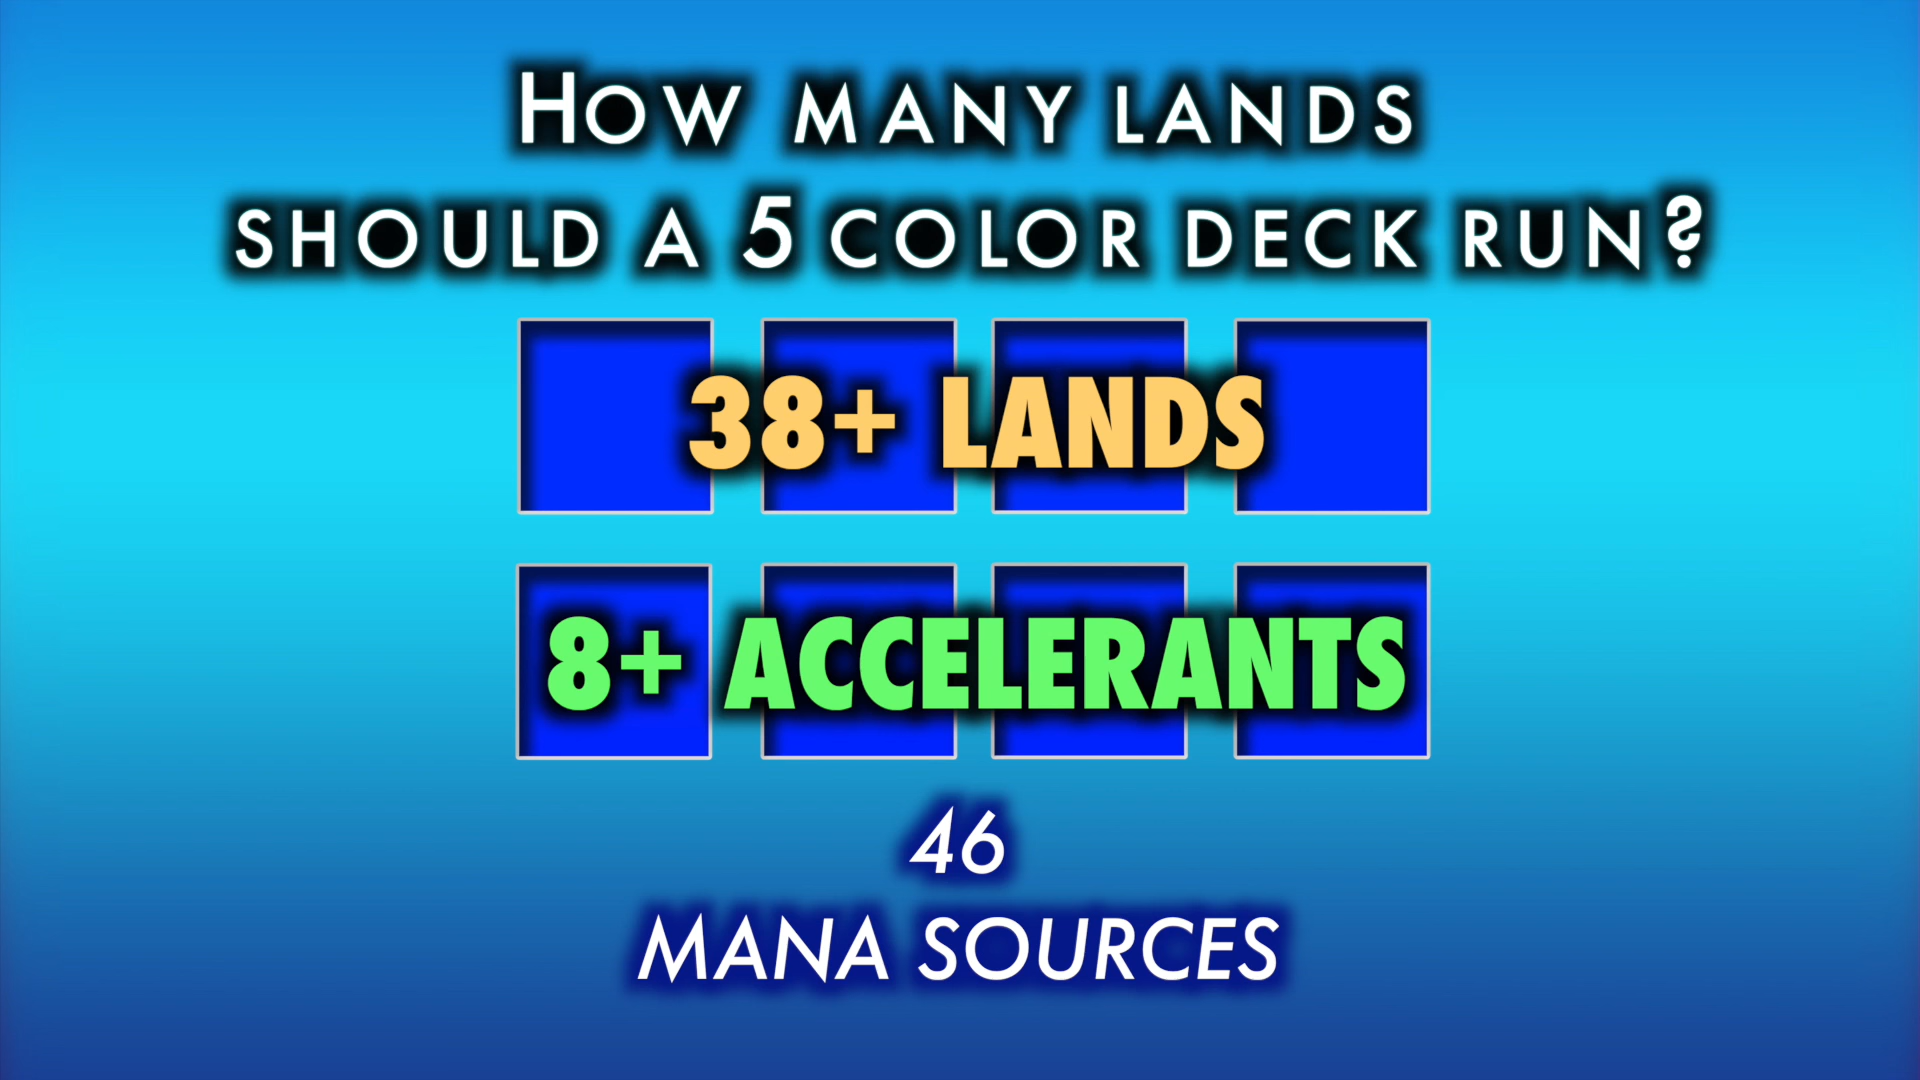 How many lands
should a 5 color deck run?
38+ LANDS
8+ ACCELERANTS
46
MANA SOURCES